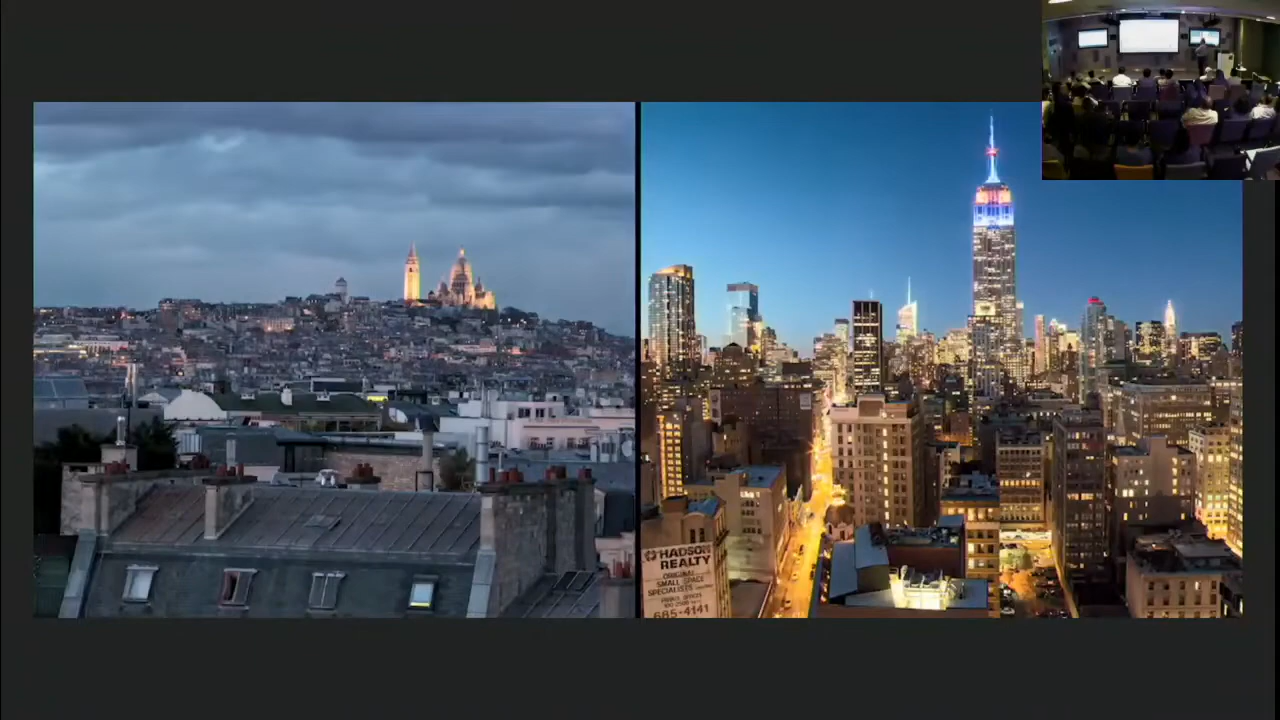 HADSON
REALTY
ORIGINAL
SMALL SPACE
SPECIALISTS
685-4141